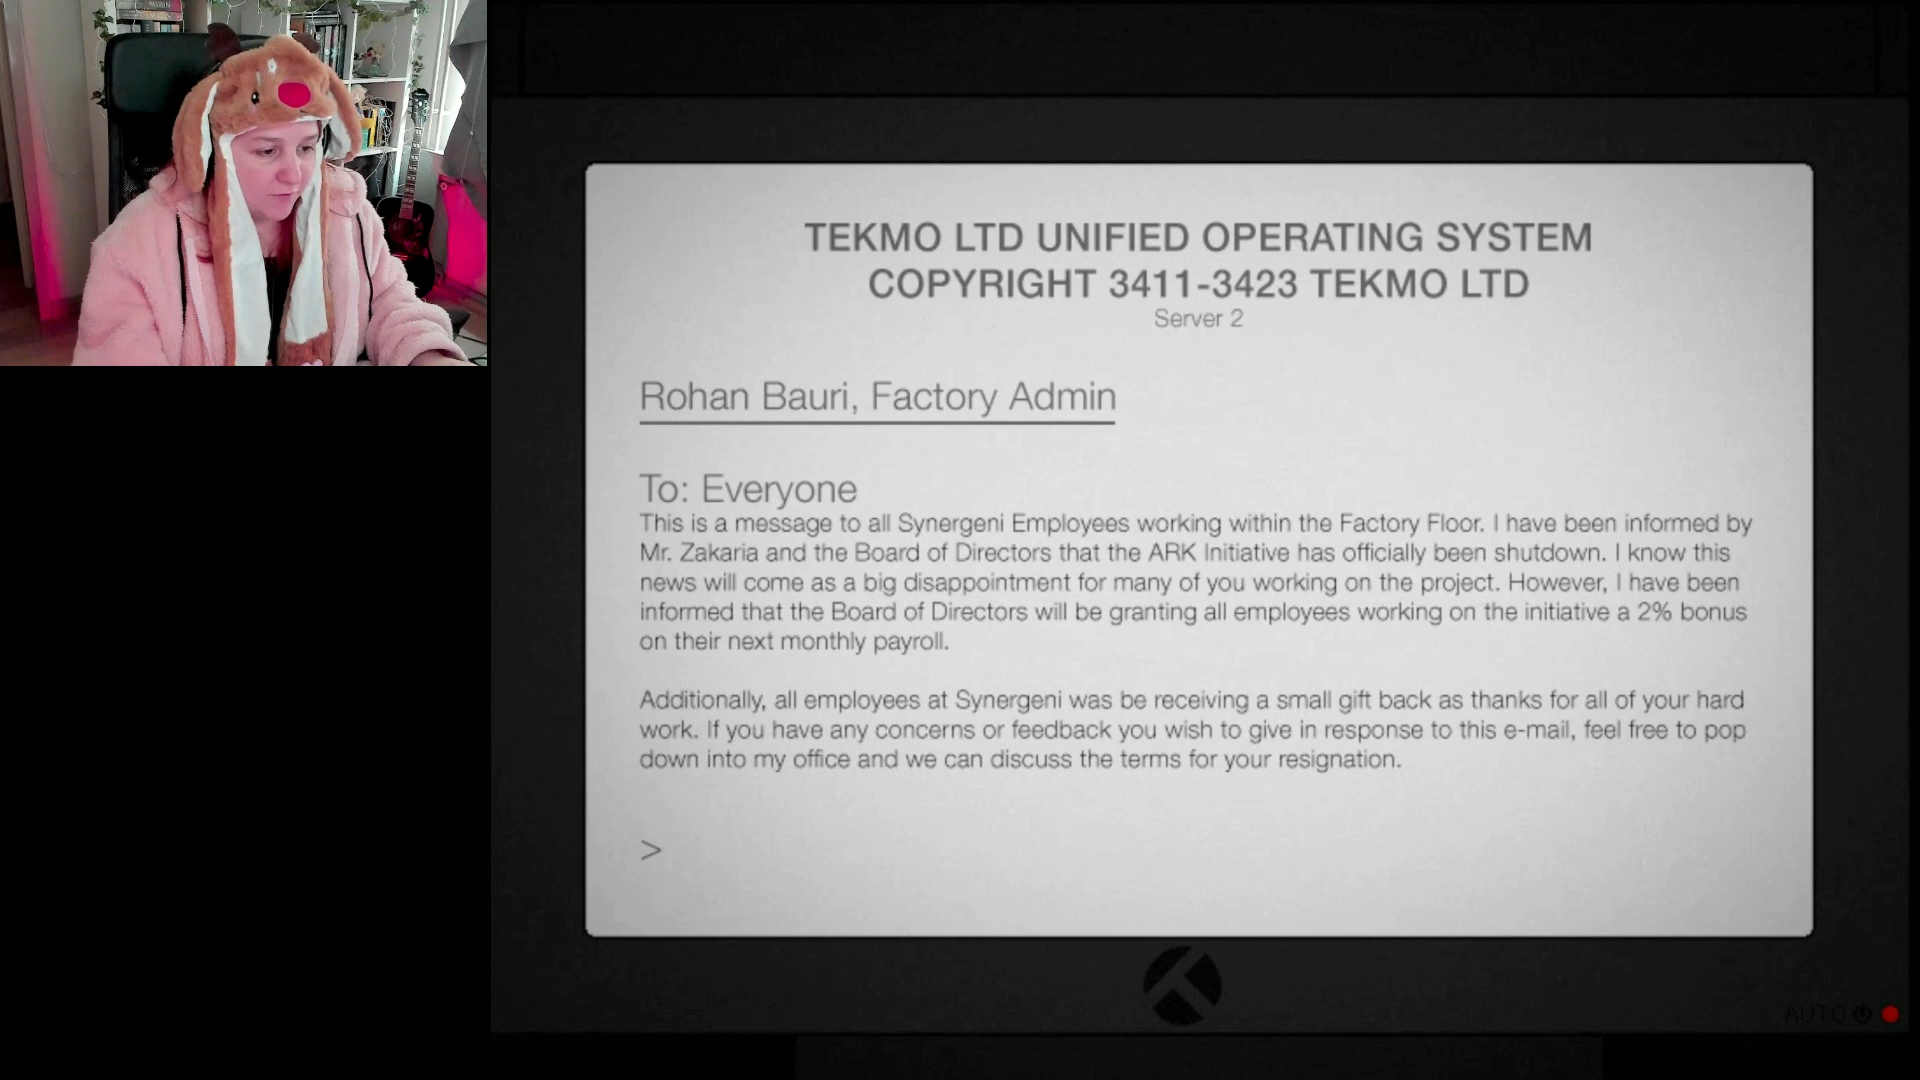 TEKMO LTD UNIFIED OPERATING SYSTEM
COPYRIGHT 3411-3423 TEKMO LTD
Server 2
Rohan Bauri, Factory Admin
To: Everyone
This is a message to all Synergeni Employees working within the Factory Floor. I have been informed by
Mr. Zakaria and the Board of Directors that the ARK Initiative has officially been shutdown. I know this
news will come as a big disappointment for many of you working on the project. However, I have been
informed that the Board of Directors will be granting all employees working on the initiative a 2% bonus
on their next monthly payroll.
Additionally, all employees at Synergeni was be receiving a small gift back as thanks for all of your hard
work. If you have any concerns or feedback you wish to give in response to this e-mail, feel free to pop
down into my office and we can discuss the terms for your resignation.
>
AUTO